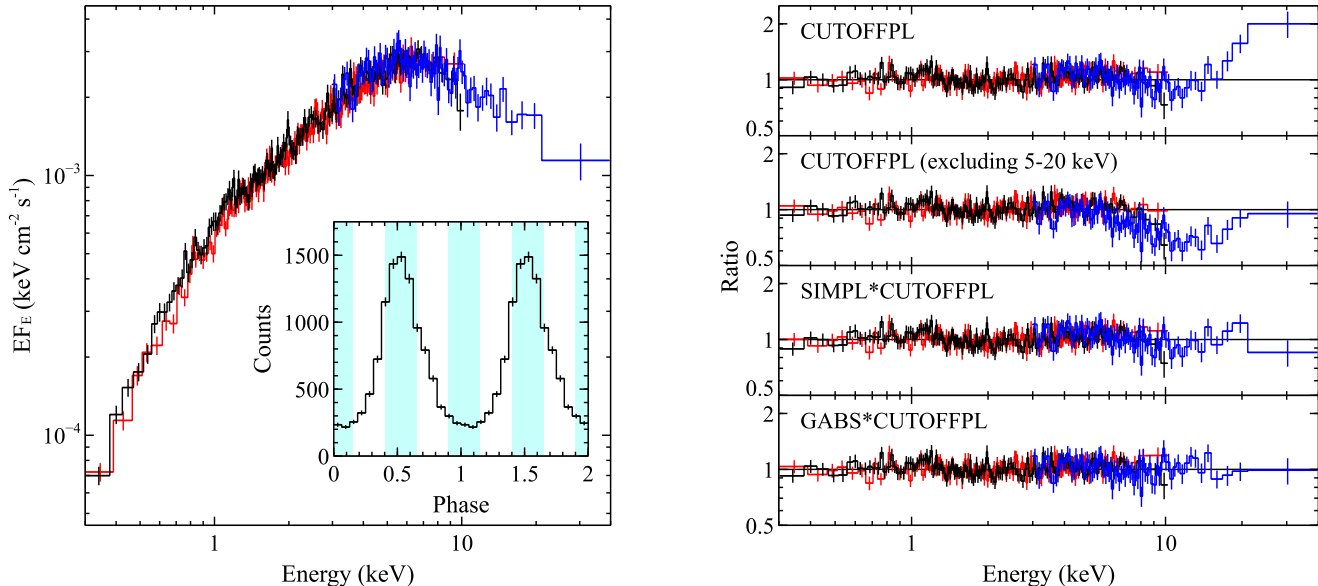 EF_E (keV cm⁻² s⁻¹)
10⁻³
10⁻⁴
1
10
Energy (keV)
Counts
1500
1000
500
0
0
0.5
1
1.5
2
Phase
Ratio
CUTOFFPL
2
1
0.5
CUTOFFPL (excluding 5-20 keV)
2
1
0.5
SIMPL*CUTOFFPL
2
1
0.5
GABS*CUTOFFPL
2
1
0.5
1
10
Energy (keV)